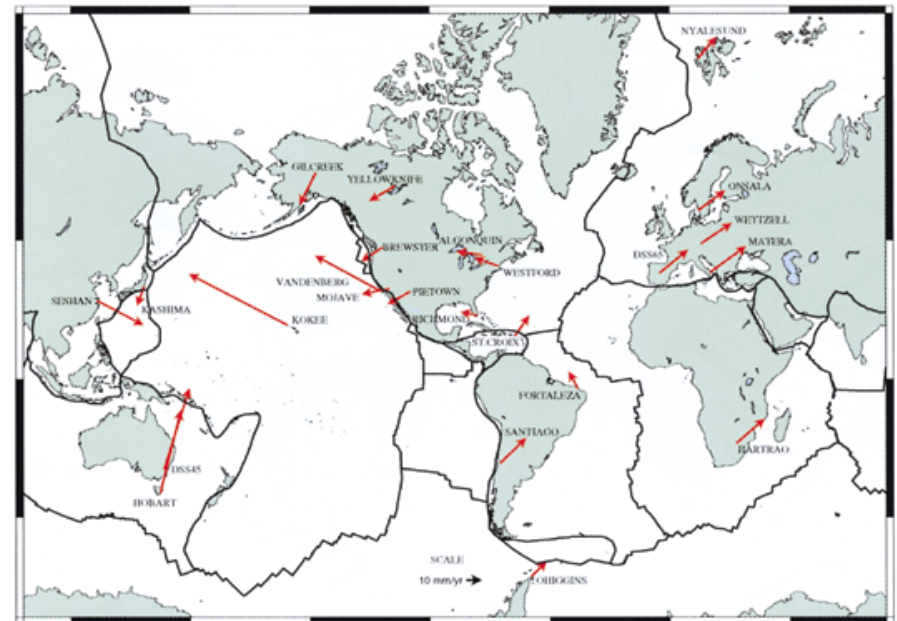 NYALESUND
GILCREEK
YELLOWKNIFE
ONSALA
WETTZELL
ALGONQUIN
BREWSTER
MATERA
DSS65
WESTFORD
VANDENBERG
PIETOWN
MOJAVE
SESHAN
KASHIMA
RICHMOND
KOKEE
ST.CROIX
FORTALEZA
SANTIAGO
HARTRAO
DSS45
HOBART
SCALE
10 mm/yr
OHIGGINS